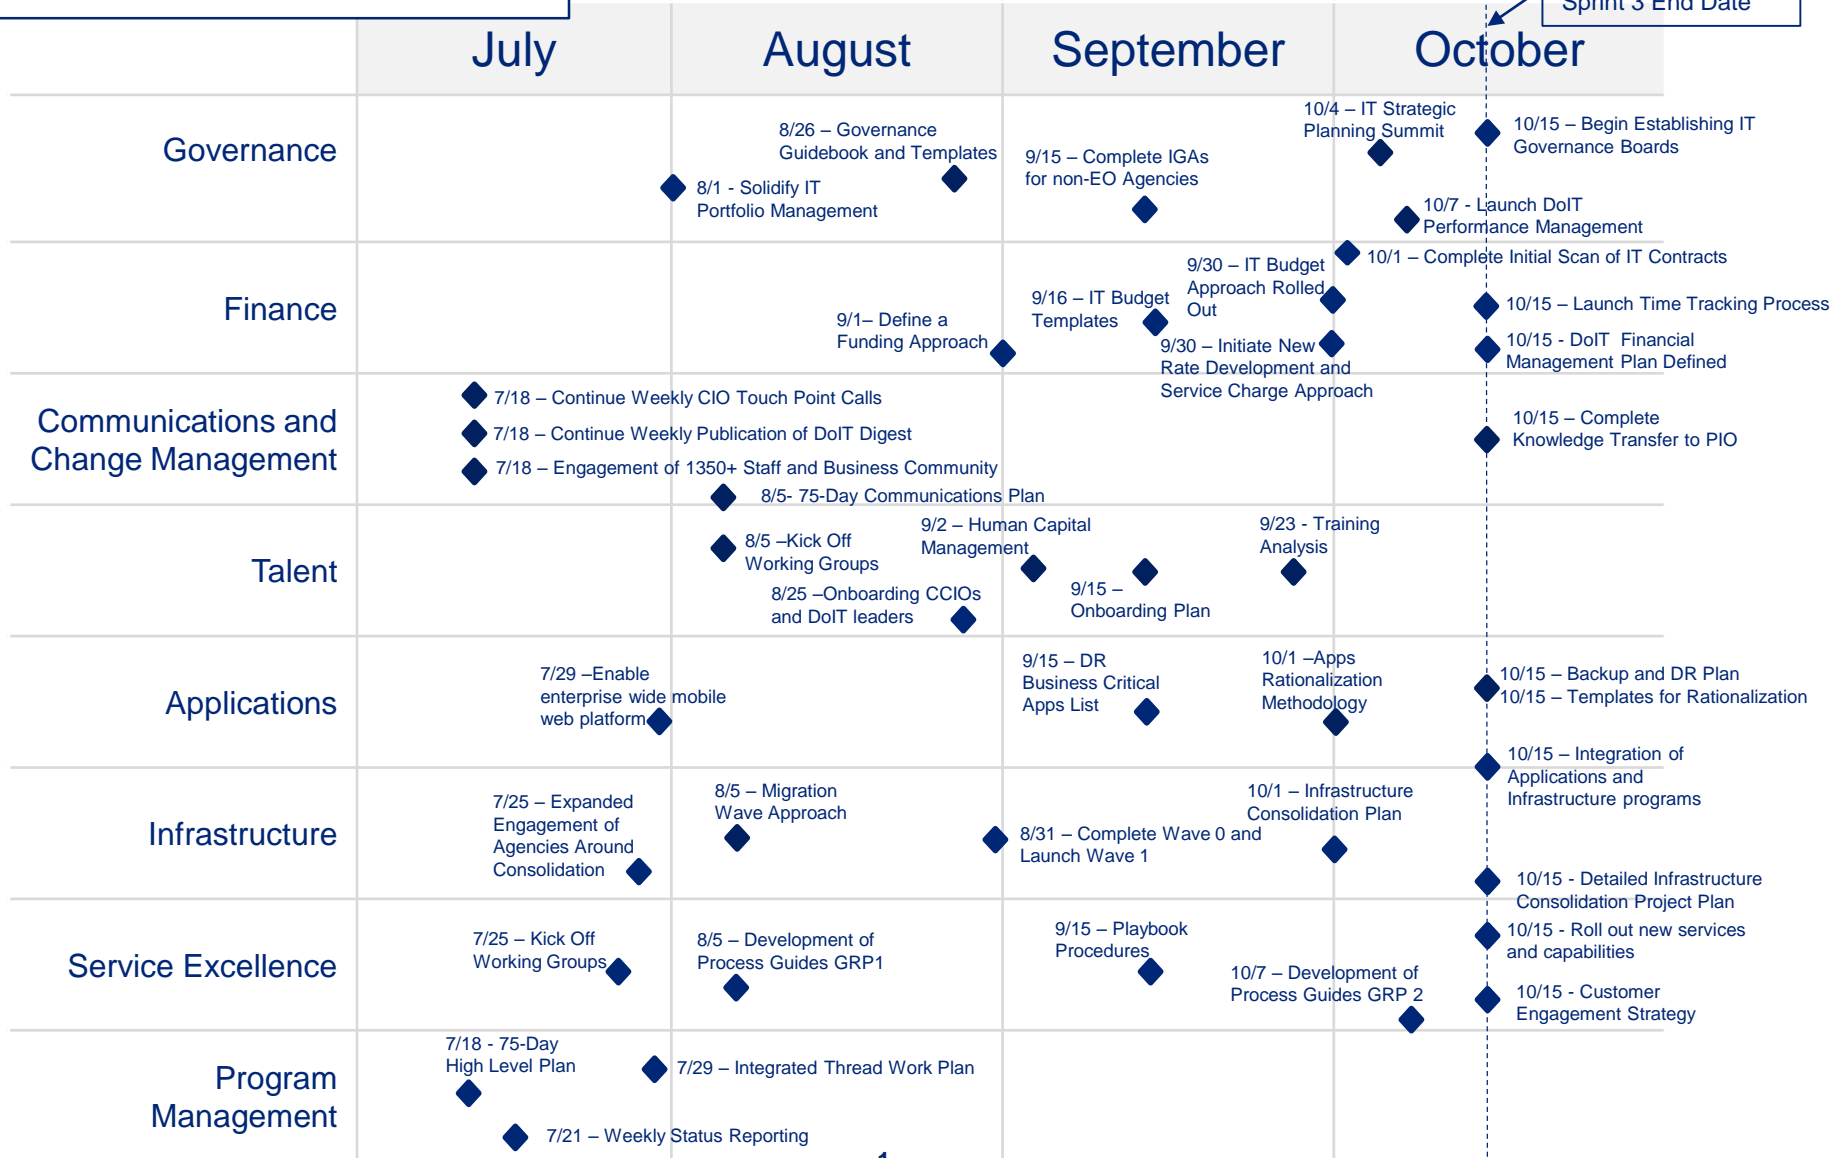 Sprint 3 End Date
July
August
September
October
Governance
8/1 - Solidify IT
Portfolio Management
8/26 – Governance
Guidebook and Templates
9/15 – Complete IGAs
for non-EO Agencies
10/4 – IT Strategic
Planning Summit
10/15 – Begin Establishing IT
Governance Boards
10/7 - Launch DoIT
Performance Management
Finance
9/1– Define a
Funding Approach
9/16 – IT Budget
Templates
9/30 – IT Budget
Approach Rolled
Out
9/30 – Initiate New
Rate Development and
Service Charge Approach
10/1 – Complete Initial Scan of IT Contracts
10/15 – Launch Time Tracking Process
10/15 - DoIT  Financial
Management Plan Defined
Communications and
Change Management
7/18 – Continue Weekly CIO Touch Point Calls
7/18 – Continue Weekly Publication of DoIT Digest
7/18 – Engagement of 1350+ Staff and Business Community
8/5- 75-Day Communications Plan
10/15 – Complete
Knowledge Transfer to PIO
Talent
8/5 –Kick Off
Working Groups
8/25 –Onboarding CCIOs
and DoIT leaders
9/2 – Human Capital
Management
9/15 –
Onboarding Plan
9/23 - Training
Analysis
Applications
7/29 –Enable
enterprise wide mobile
web platform
9/15 – DR
Business Critical
Apps List
10/1 –Apps
Rationalization
Methodology
10/15 – Backup and DR Plan
10/15 – Templates for Rationalization
10/15 – Integration of
Applications and
Infrastructure programs
Infrastructure
7/25 – Expanded
Engagement of
Agencies Around
Consolidation
8/5 – Migration
Wave Approach
8/31 – Complete Wave 0 and
Launch Wave 1
10/1 – Infrastructure
Consolidation Plan
10/15 - Detailed Infrastructure
Consolidation Project Plan
Service Excellence
7/25 – Kick Off
Working Groups
8/5 – Development of
Process Guides GRP1
9/15 – Playbook
Procedures
10/7 – Development of
Process Guides GRP 2
10/15 - Roll out new services
and capabilities
10/15 - Customer
Engagement Strategy
Program
Management
7/18 - 75-Day
High Level Plan
7/29 – Integrated Thread Work Plan
7/21 – Weekly Status Reporting